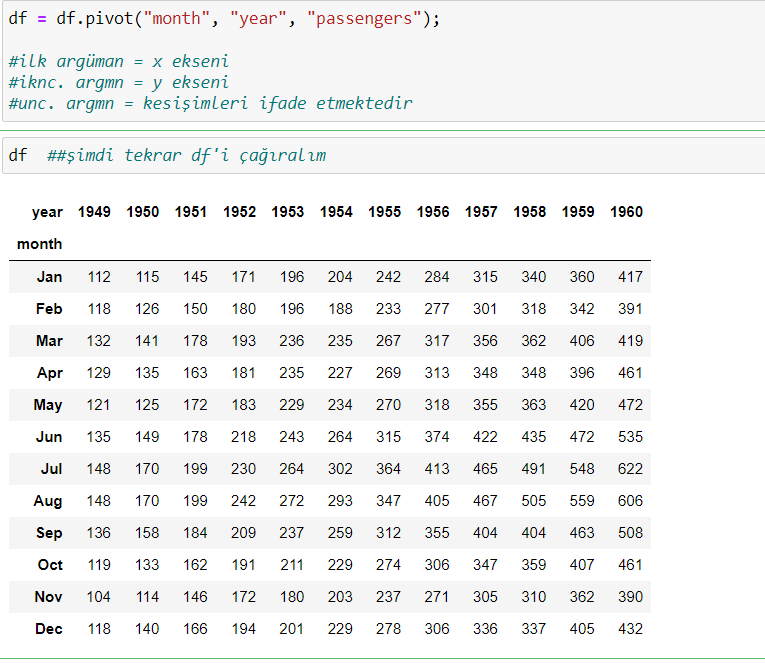 df = df.pivot("month", "year", "passengers");
#ilk argüman = x ekseni
#iknc. argmn = y ekseni
#unc. argmn = kesişimleri ifade etmektedir
df ##şimdi tekrar df'i çağıralım
year 1949 1950 1951 1952 1953 1954 1955 1956 1957 1958 1959 1960
month
Jan 112 115 145 171 196 204 242 284 315 340 360 417
Feb 118 126 150 180 196 188 233 277 301 318 342 391
Mar 132 141 178 193 236 235 267 317 356 362 406 419
Apr 129 135 163 181 235 227 269 313 348 348 396 461
May 121 125 172 183 229 234 270 318 355 363 420 472
Jun 135 149 178 218 243 264 315 374 422 435 472 535
Jul 148 170 199 230 264 302 364 413 465 491 548 622
Aug 148 170 199 242 272 293 347 405 467 505 559 606
Sep 136 158 184 209 237 259 312 355 404 404 463 508
Oct 119 133 162 191 211 229 274 306 347 359 407 461
Nov 104 114 146 172 180 203 237 271 305 310 362 390
Dec 118 140 166 194 201 229 278 306 336 337 405 432